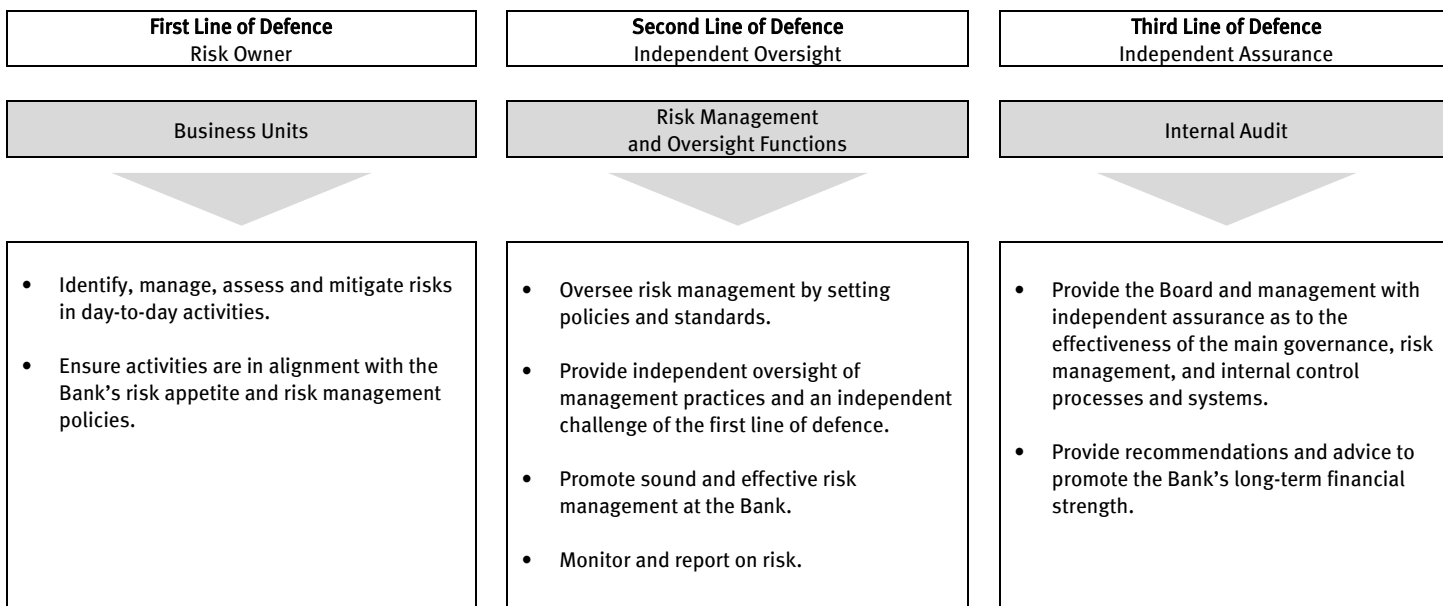 First Line of Defence
Risk Owner
Second Line of Defence
Independent Oversight
Third Line of Defence
Independent Assurance
Business Units
Risk Management
and Oversight Functions
Internal Audit
• Identify, manage, assess and mitigate risks
in day-to-day activities.
• Ensure activities are in alignment with the
Bank’s risk appetite and risk management
policies.
• Oversee risk management by setting
policies and standards.
• Provide independent oversight of
management practices and an independent
challenge of the first line of defence.
• Promote sound and effective risk
management at the Bank.
• Monitor and report on risk.
• Provide the Board and management with
independent assurance as to the
effectiveness of the main governance, risk
management, and internal control
processes and systems.
• Provide recommendations and advice to
promote the Bank’s long-term financial
strength.